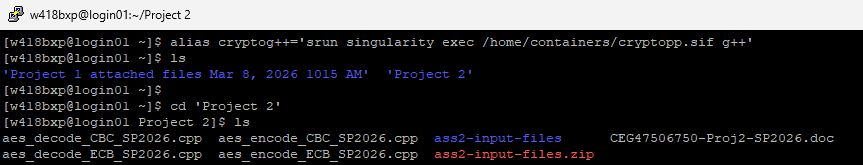 w418bxp@login01:~/Project 2
[w418bxp@login01 ~]$ alias cryptog++='srun singularity exec /home/containers/cryptopp.sif g++'
[w418bxp@login01 ~]$ ls
'Project 1 attached files Mar 8, 2026 1015 AM'  'Project 2'
[w418bxp@login01 ~]$
[w418bxp@login01 ~]$ cd 'Project 2'
[w418bxp@login01 Project 2]$ ls
aes_decode_CBC_SP2026.cpp  aes_encode_CBC_SP2026.cpp  ass2-input-files      CEG47506750-Proj2-SP2026.doc
aes_decode_ECB_SP2026.cpp  aes_encode_ECB_SP2026.cpp  ass2-input-files.zip